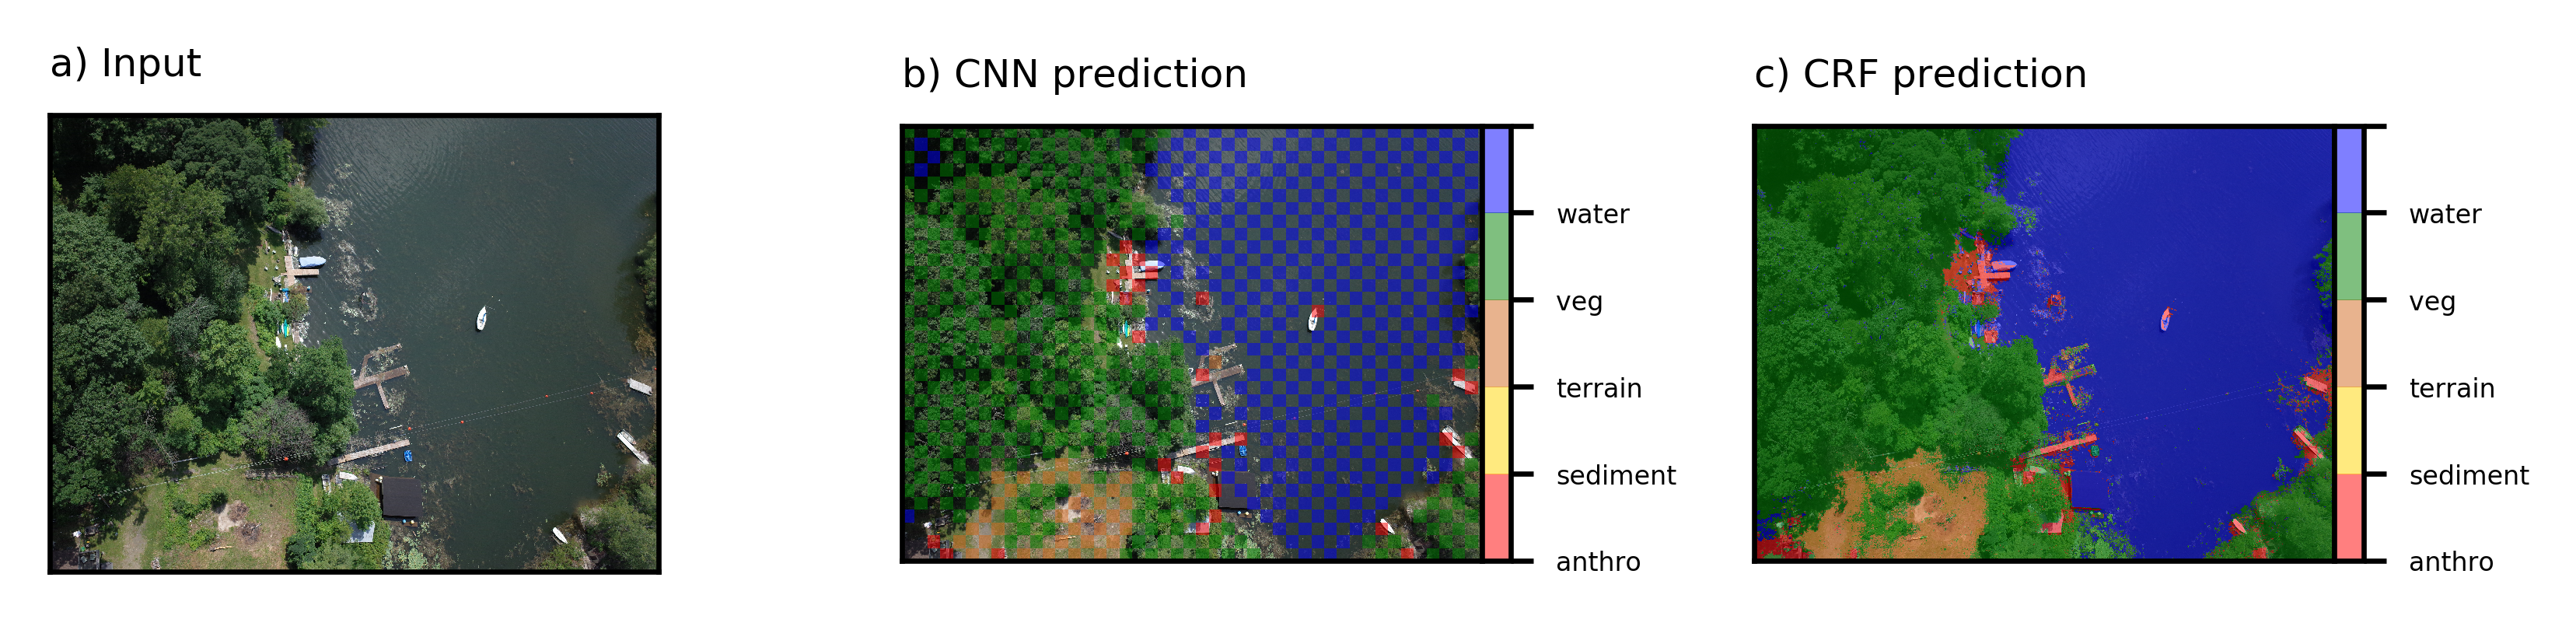 a) Input
b) CNN prediction
c) CRF prediction
water
veg
terrain
sediment
anthro
water
veg
terrain
sediment
anthro